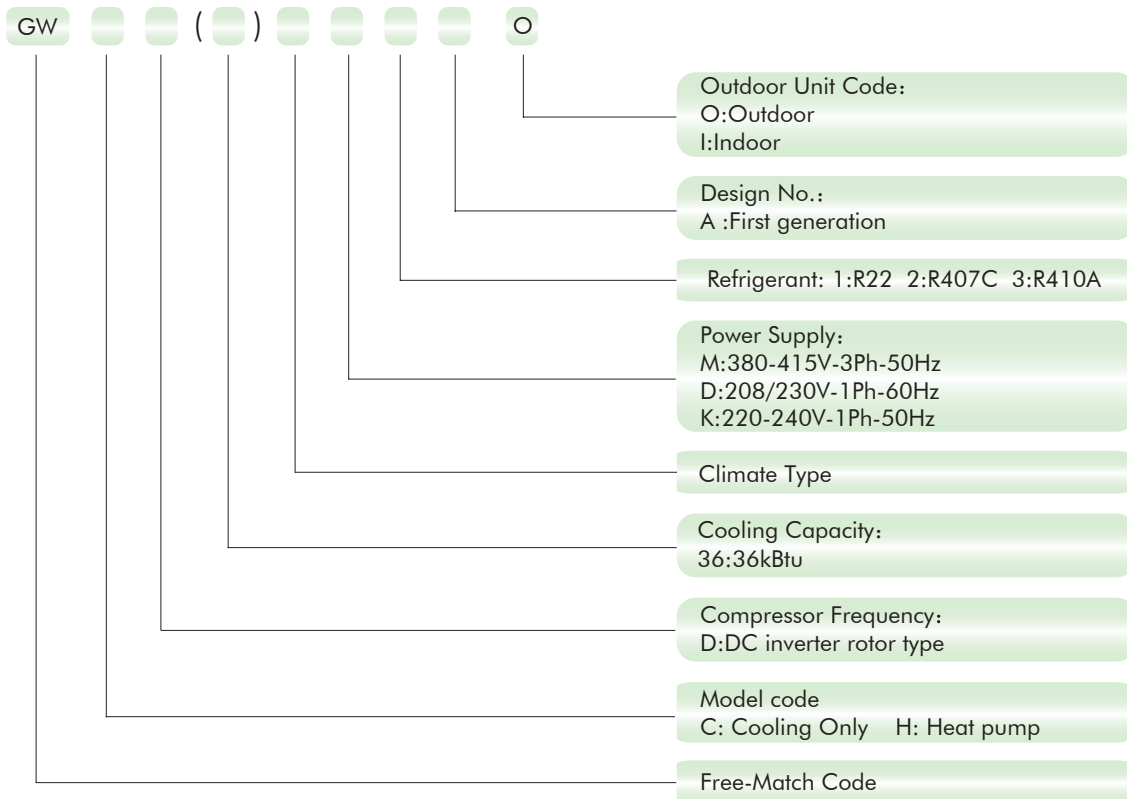 GW ( ) O
Outdoor Unit Code：
O:Outdoor
I:Indoor
Design No.：
A :First generation
Refrigerant: 1:R22 2:R407C 3:R410A
Power Supply：
M:380-415V-3Ph-50Hz
D:208/230V-1Ph-60Hz
K:220-240V-1Ph-50Hz
Climate Type
Cooling Capacity：
36:36kBtu
Compressor Frequency：
D:DC inverter rotor type
Model code
C: Cooling Only H: Heat pump
Free-Match Code